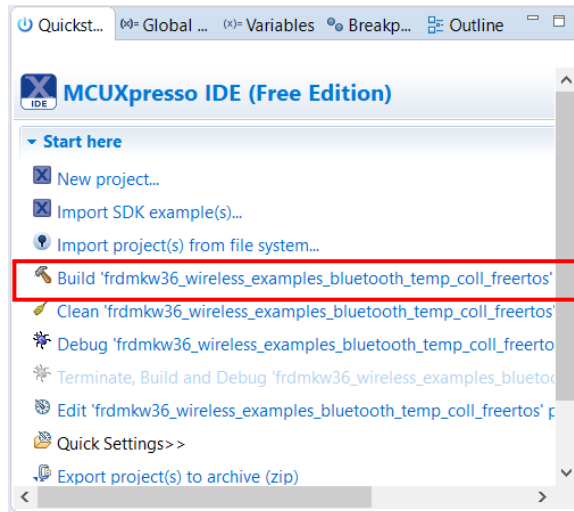 Quickst... (x)= Global ... (x)= Variables Breakp... Outline
IDE MCUXpresso IDE (Free Edition)
Start here
New project...
Import SDK example(s)...
Import project(s) from file system...
Build 'frdmkw36_wireless_examples_bluetooth_temp_coll_freertos'
Clean 'frdmkw36_wireless_examples_bluetooth_temp_coll_freertos'
Debug 'frdmkw36_wireless_examples_bluetooth_temp_coll_freerto
Terminate, Build and Debug 'frdmkw36_wireless_examples_bluetoo
Edit 'frdmkw36_wireless_examples_bluetooth_temp_coll_freertos' p
Quick Settings>>
Export project(s) to archive (zip)